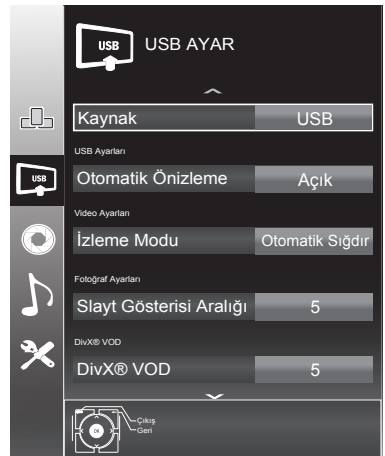 USB USB AYAR
Kaynak USB
USB Ayarları
USB
Otomatik Önizleme Açık
Video Ayarları
İzleme Modu Otomatik Sığdır
Fotoğraf Ayarları
Slayt Gösterisi Aralığı 5
DivX® VOD
DivX® VOD 5
Çıkış
Geri
OK